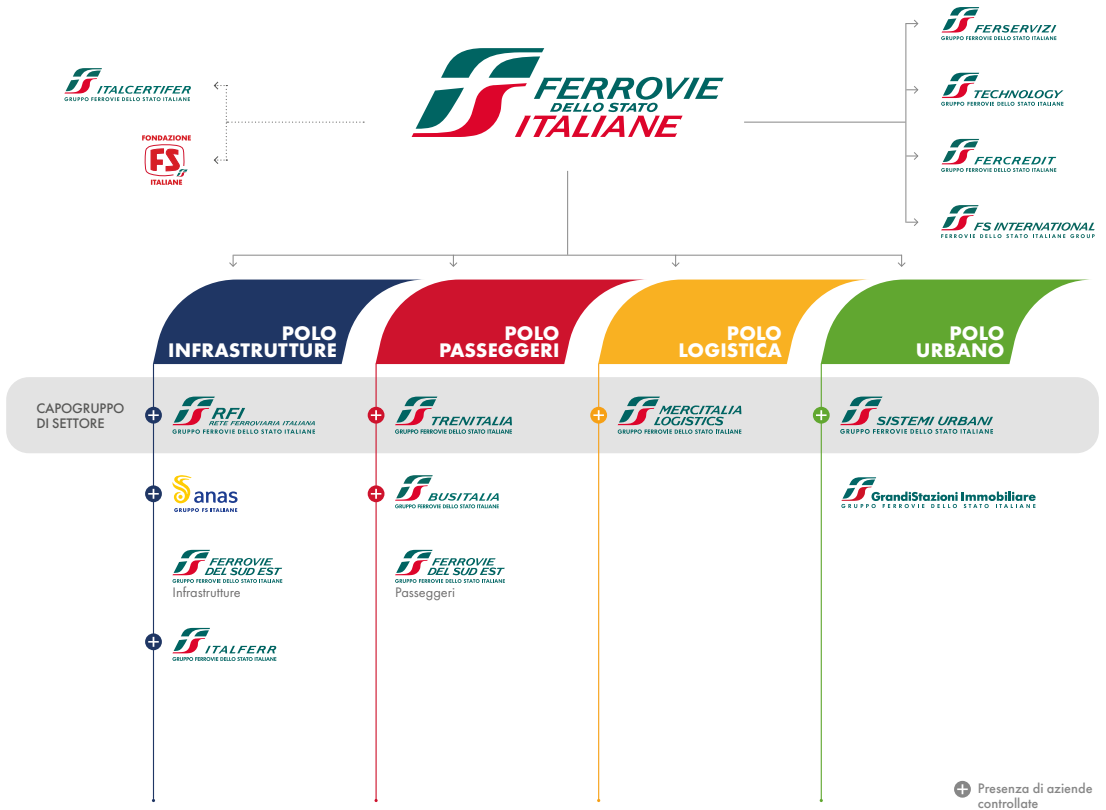 FERROVIE
DELLO STATO
ITALIANE
ITALCERTIFER
GRUPPO FERROVIE DELLO STATO ITALIANE
FONDAZIONE
FS
ITALIANE
FERSERVIZI
GRUPPO FERROVIE DELLO STATO ITALIANE
TECHNOLOGY
GRUPPO FERROVIE DELLO STATO ITALIANE
FERCREDIT
GRUPPO FERROVIE DELLO STATO ITALIANE
FS INTERNATIONAL
FERROVIE DELLO STATO ITALIANE GROUP
POLO
INFRASTRUTTURE
POLO
PASSEGGERI
POLO
LOGISTICA
POLO
URBANO
CAPOGRUPPO
DI SETTORE
RFI
RETE FERROVIARIA ITALIANA
GRUPPO FERROVIE DELLO STATO ITALIANE
TRENITALIA
GRUPPO FERROVIE DELLO STATO ITALIANE
MERCITALIA
LOGISTICS
GRUPPO FERROVIE DELLO STATO ITALIANE
SISTEMI URBANI
GRUPPO FERROVIE DELLO STATO ITALIANE
anas
GRUPPO FS ITALIANE
BUSITALIA
GRUPPO FERROVIE DELLO STATO ITALIANE
GrandiStazioni Immobiliare
GRUPPO FERROVIE DELLO STATO ITALIANE
FERROVIE
DEL SUD EST
GRUPPO FERROVIE DELLO STATO ITALIANE
Infrastrutture
FERROVIE
DEL SUD EST
GRUPPO FERROVIE DELLO STATO ITALIANE
Passeggeri
ITALFERR
GRUPPO FERROVIE DELLO STATO ITALIANE
Presenza di aziende
controllate